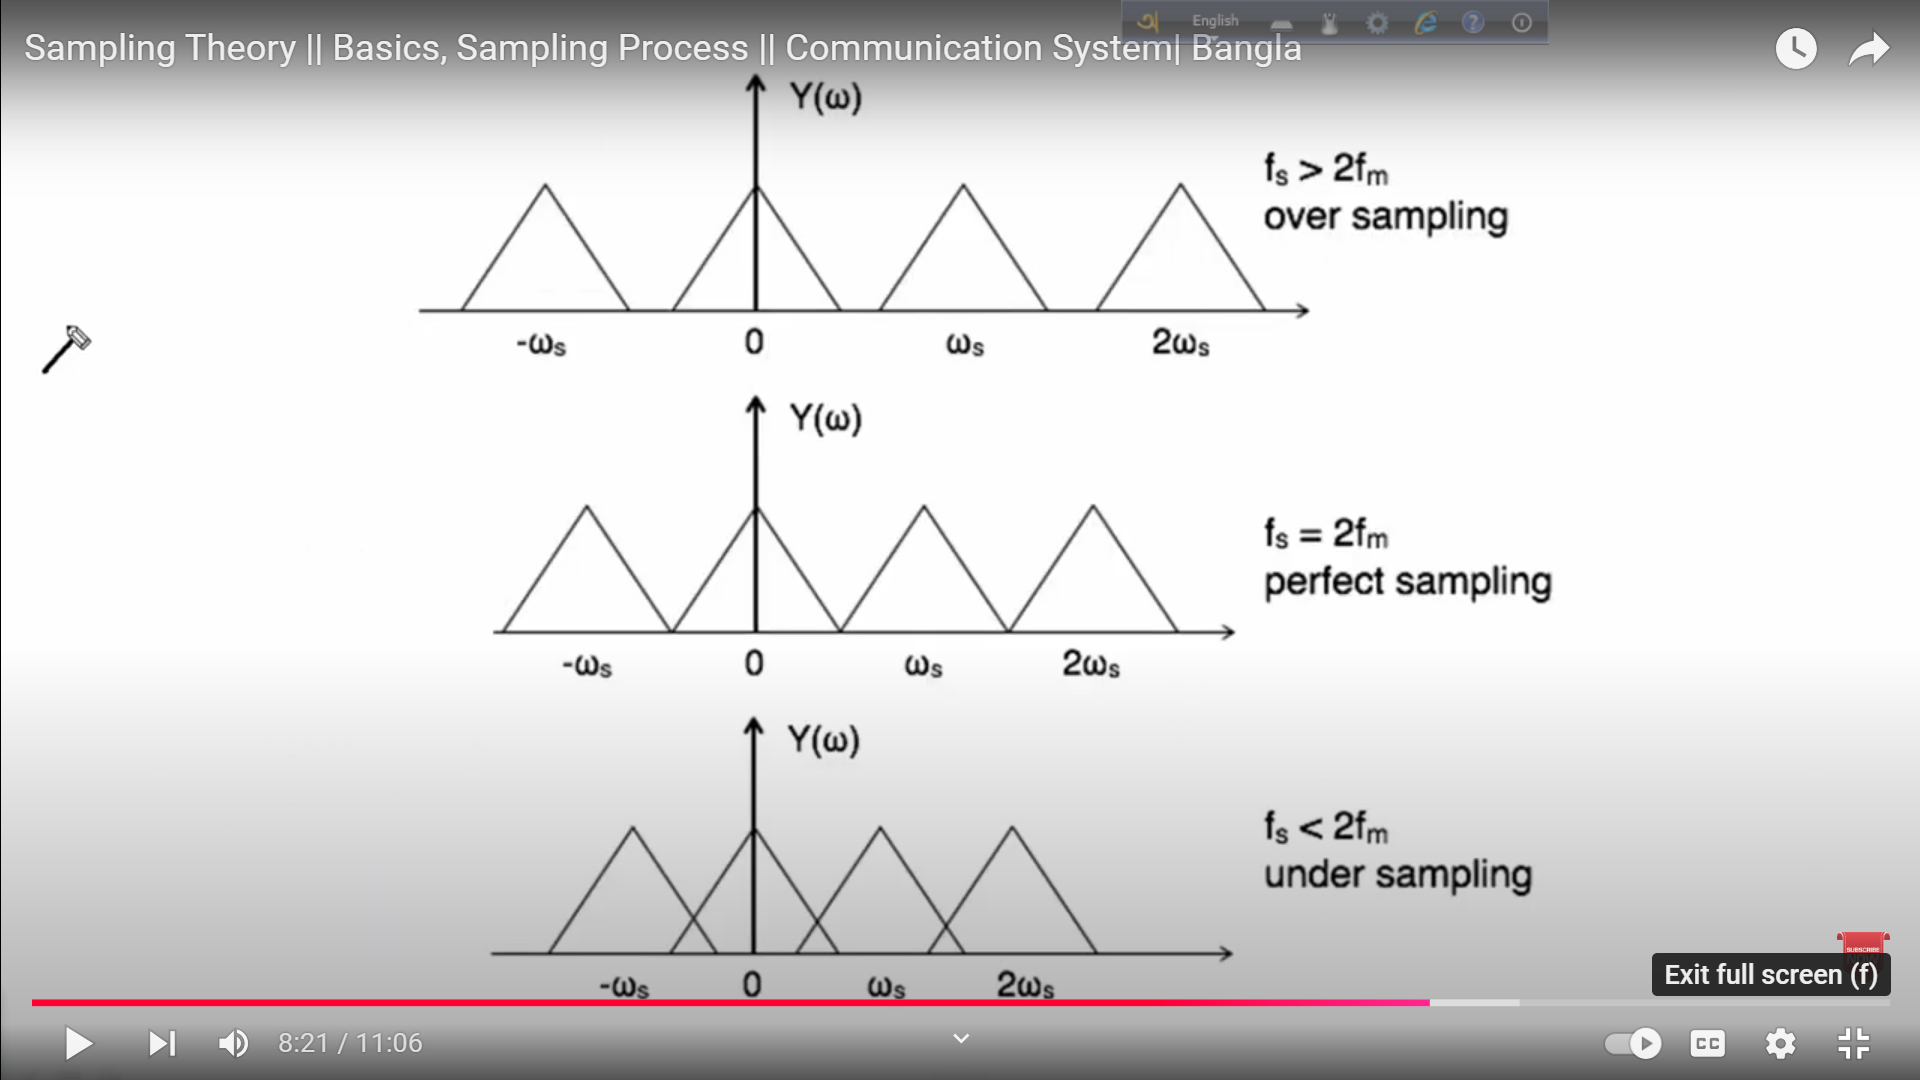 অ English
Sampling Theory || Basics, Sampling Process || Communication System| Bangla
Y(ω)
fs > 2fm
over sampling
-ωs 0 ωs 2ωs
Y(ω)
fs = 2fm
perfect sampling
-ωs 0 ωs 2ωs
Y(ω)
fs < 2fm
under sampling
SUBSCRIBE
Exit full screen (f)
-ωs 0 ωs 2ωs
8:21 / 11:06
CC